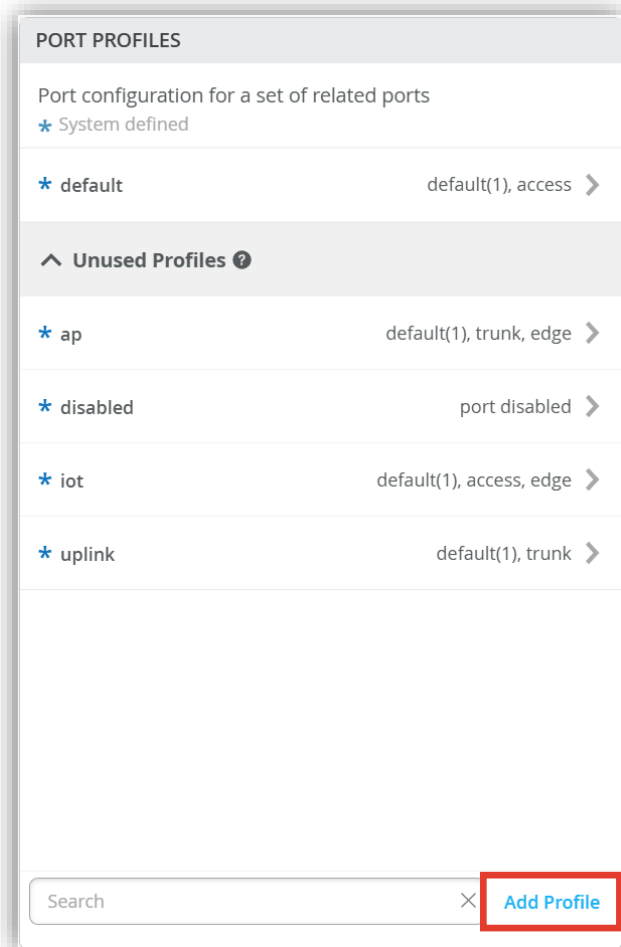 PORT PROFILES
Port configuration for a set of related ports
* System defined
* default default(1), access
Unused Profiles ?
* ap default(1), trunk, edge
* disabled port disabled
* iot default(1), access, edge
* uplink default(1), trunk
Search Add Profile